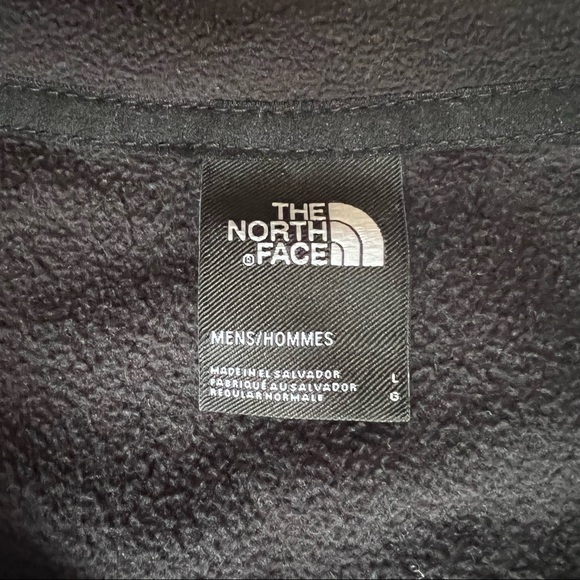 THE
NORTH
® FACE
MENS/HOMMES
MADE IN EL SALVADOR
FABRIQUÉ AU SALVADOR
REGULAR NORMALE
L
G